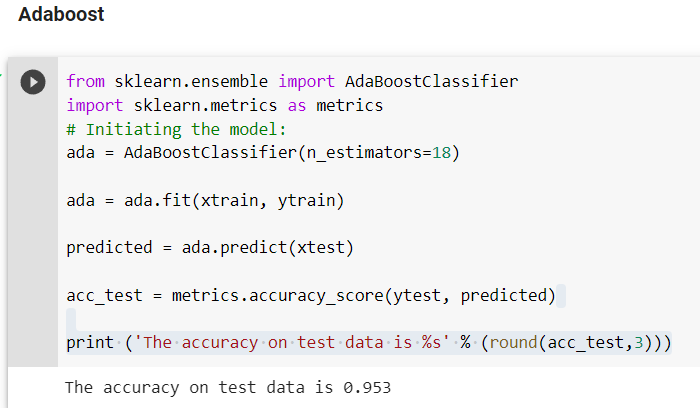 Adaboost
from sklearn.ensemble import AdaBoostClassifier
import sklearn.metrics as metrics
# Initiating the model:
ada = AdaBoostClassifier(n_estimators=18)
ada = ada.fit(xtrain, ytrain)
predicted = ada.predict(xtest)
acc_test = metrics.accuracy_score(ytest, predicted)
print ('The accuracy on test data is %s' % (round(acc_test,3)))
The accuracy on test data is 0.953